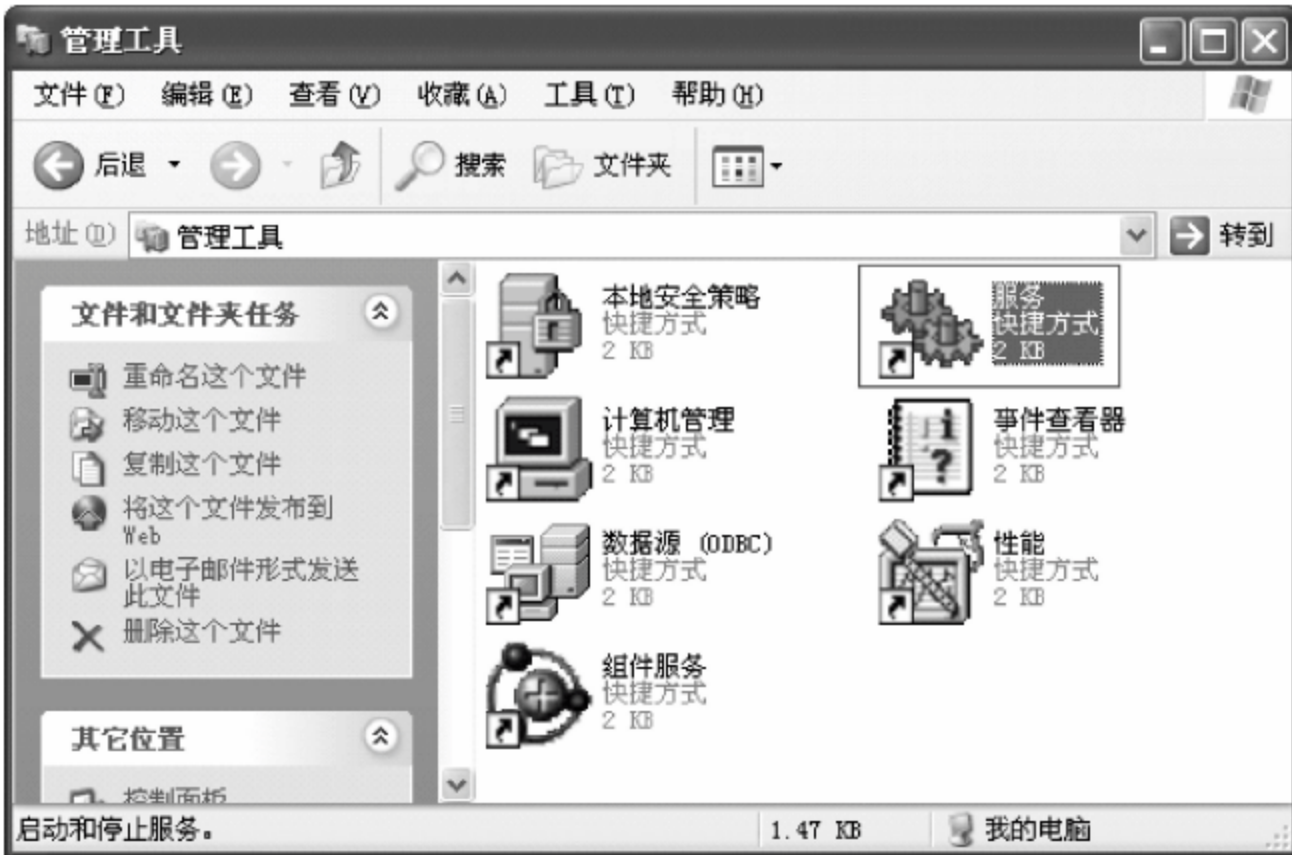 管理工具
文件(F) 编辑(E) 查看(V) 收藏(A) 工具(T) 帮助(H)
后退 搜索 文件夹
地址(D) 管理工具 转到
文件和文件夹任务
重命名这个文件
移动这个文件
复制这个文件
将这个文件发布到
Web
以电子邮件形式发送
此文件
删除这个文件
其它位置
控制面板
本地安全策略
快捷方式
2 KB
服务
快捷方式
2 KB
计算机管理
快捷方式
2 KB
事件查看器
快捷方式
2 KB
数据源 (ODBC)
快捷方式
2 KB
性能
快捷方式
2 KB
组件服务
快捷方式
2 KB
启动和停止服务。 1.47 KB 我的电脑